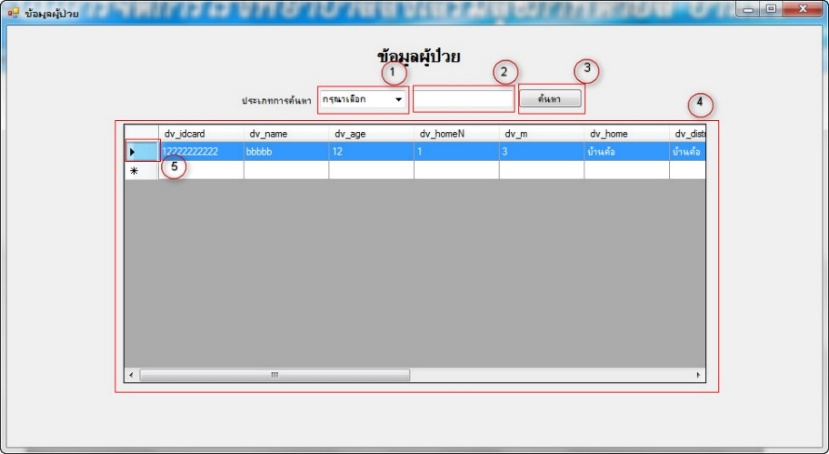 ข้อมูลผู้ป่วย
ข้อมูลผู้ป่วย
1
2
3
ประเภทการค้นหา กรุณาเลือก ค้นหา
4
dv_idcard dv_name dv_age dv_homeN dv_m dv_home dv_distr
12222222222 bbbbb 12 1 3 บ้านค้อ บ้านค้อ
5